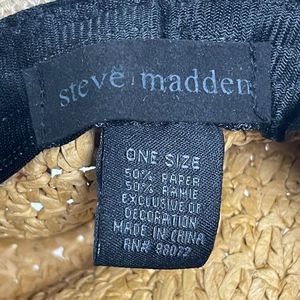 steve madden
ONE SIZE
50% PAPER
50% RAMIE
EXCLUSIVE OF
DECORATION
MADE IN CHINA
RN# 98072